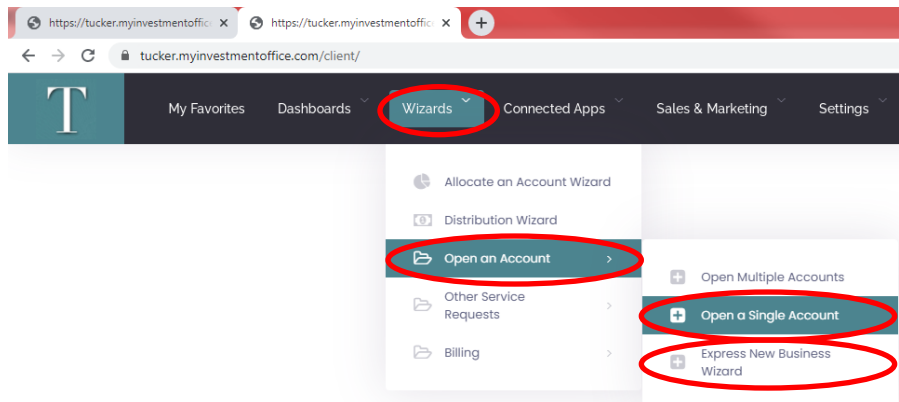 https://tucker.myinvestmentoffic
https://tucker.myinvestmentoffic
tucker.myinvestmentoffice.com/client/
T My Favorites Dashboards Wizards Connected Apps Sales & Marketing Settings
Allocate an Account Wizard
Distribution Wizard
Open an Account
Other Service
Requests
Billing
Open Multiple Accounts
Open a Single Account
Express New Business
Wizard